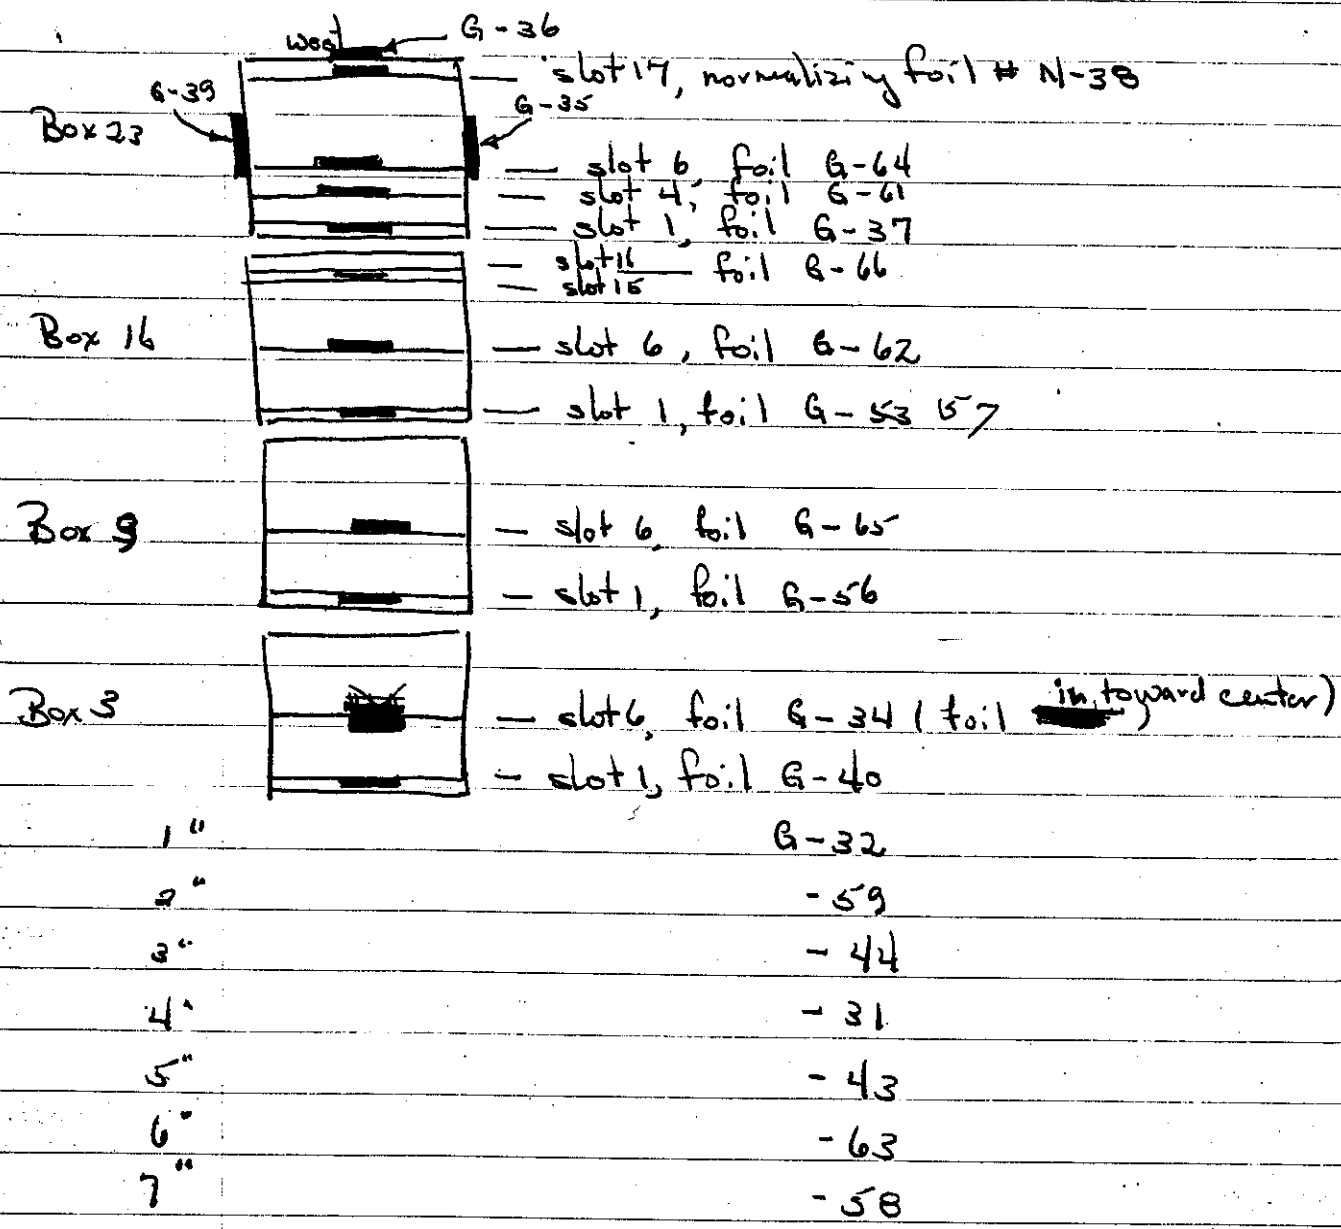 West G-36
slot 17, normalizing foil # N-38
G-39
G-35
Box 23
slot 6, foil G-64
slot 4, foil G-61
slot 1, foil G-37
slot 16 foil G-66
slot 15
Box 16
slot 6, foil G-62
slot 1, foil G-53 57
Box 9
slot 6, foil G-65
slot 1, foil G-56
Box 3
slot 6, foil G-34 (foil in toward center)
slot 1, foil G-40
1" G-32
2" -59
3" -44
4" -31
5" -43
6" -63
7" -58